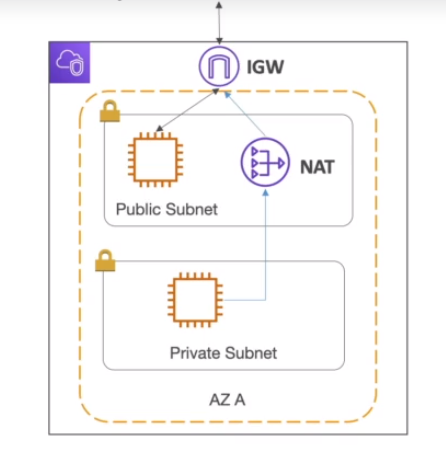 IGW
NAT
Public Subnet
Private Subnet
AZ A